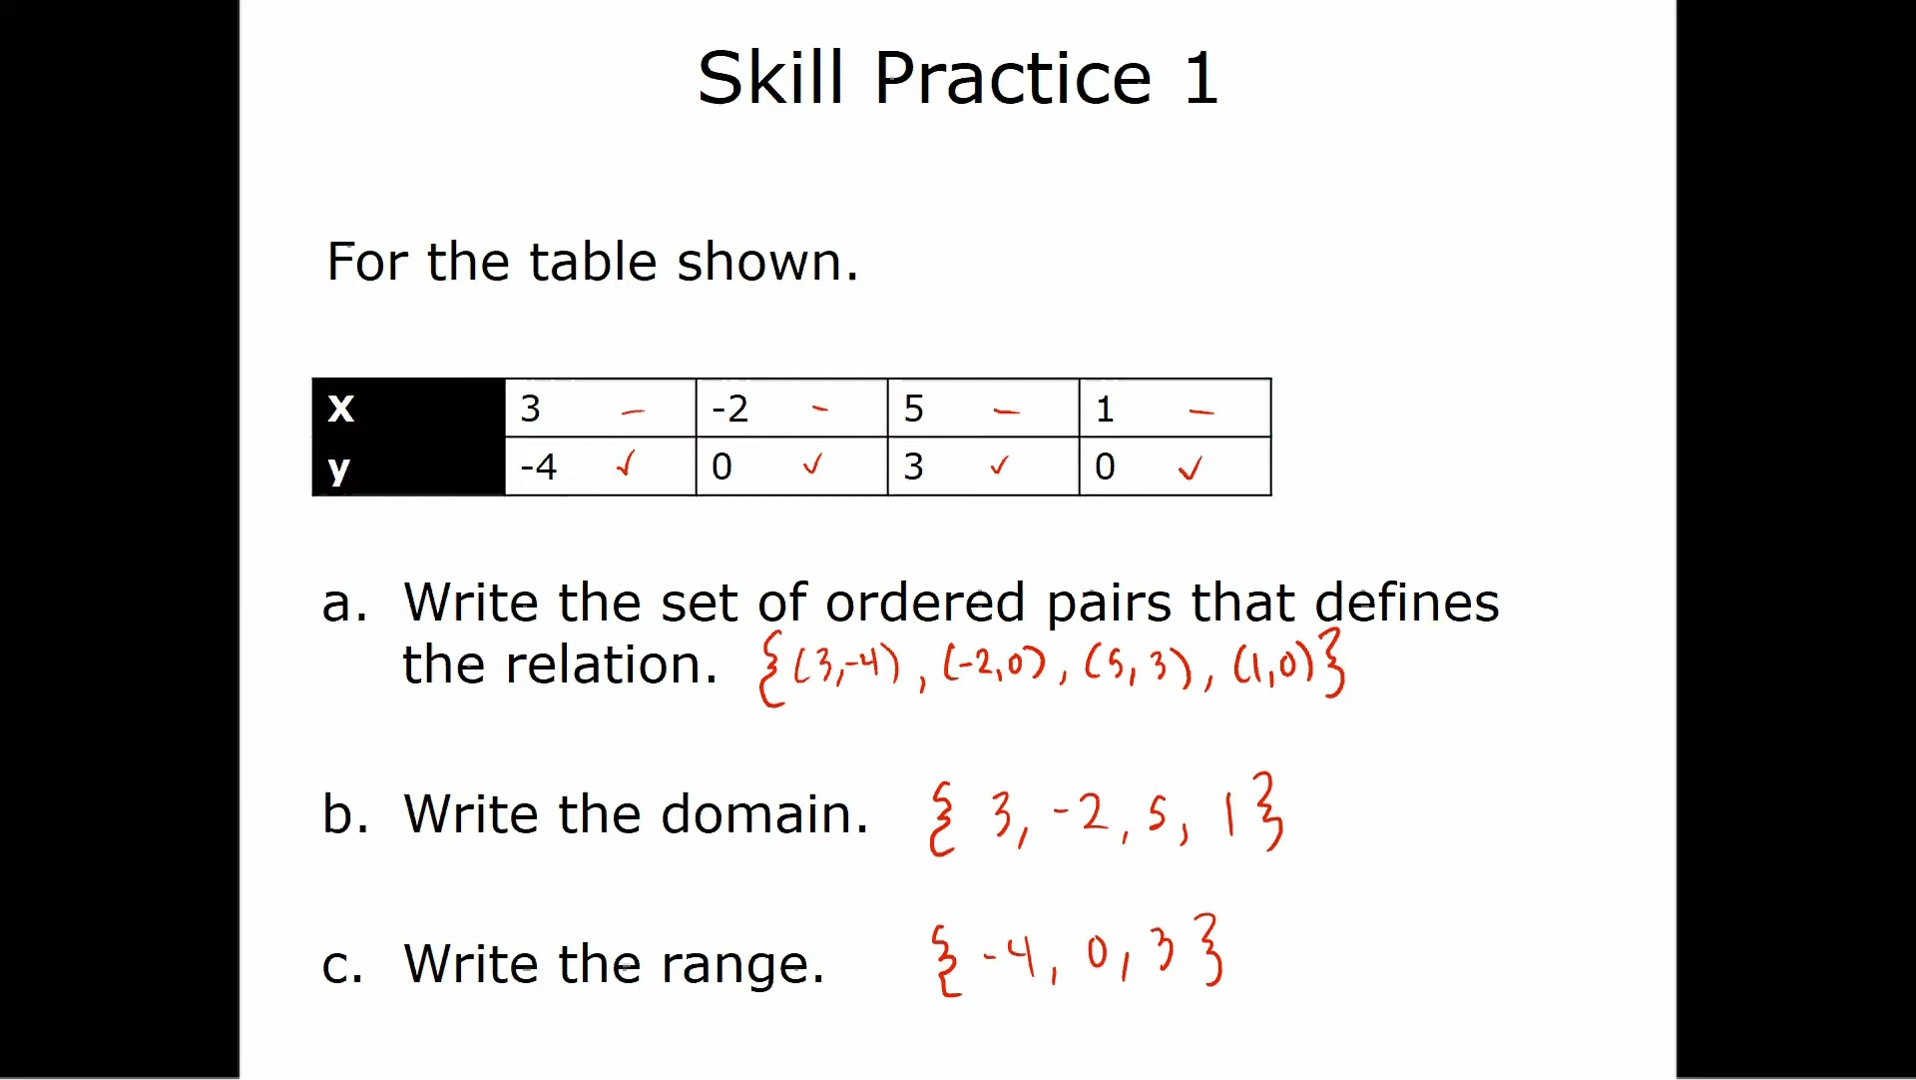 Skill Practice 1
For the table shown.
x 3 – -2 – 5 – 1 –
y -4 ✓ 0 ✓ 3 ✓ 0 ✓
a. Write the set of ordered pairs that defines
the relation. {(3,-4), (-2,0), (5,3), (1,0)}
b. Write the domain. {3, -2, 5, 1}
c. Write the range. {-4, 0, 3}